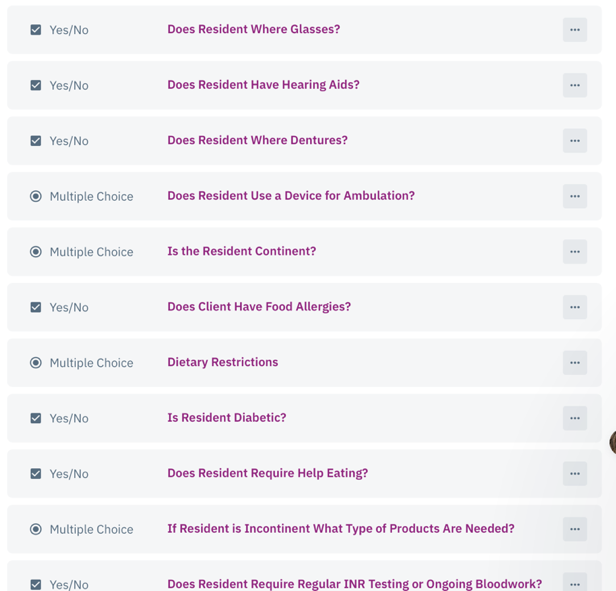 Yes/No Does Resident Where Glasses? ...
Yes/No Does Resident Have Hearing Aids? ...
Yes/No Does Resident Where Dentures? ...
Multiple Choice Does Resident Use a Device for Ambulation? ...
Multiple Choice Is the Resident Continent? ...
Yes/No Does Client Have Food Allergies? ...
Multiple Choice Dietary Restrictions ...
Yes/No Is Resident Diabetic? ...
Yes/No Does Resident Require Help Eating? ...
Multiple Choice If Resident is Incontinent What Type of Products Are Needed? ...
Yes/No Does Resident Require Regular INR Testing or Ongoing Bloodwork? ...